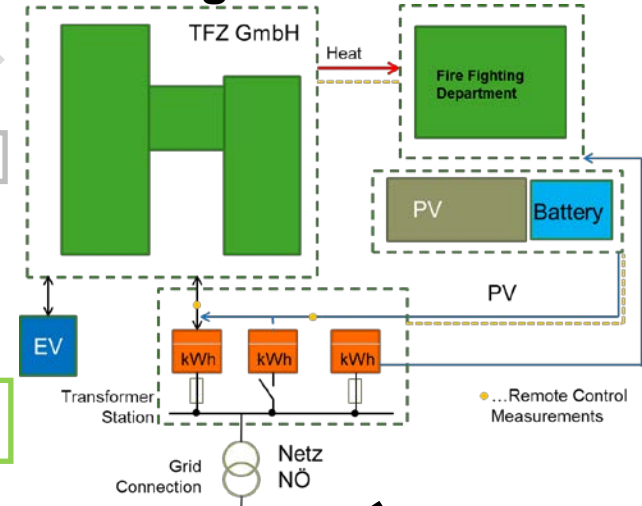 TFZ GmbH
Heat
Fire Fighting
Department
PV
Battery
PV
EV
kWh
kWh
kWh
Transformer
Station
...Remote Control
Measurements
Grid
Connection
Netz
NÖ